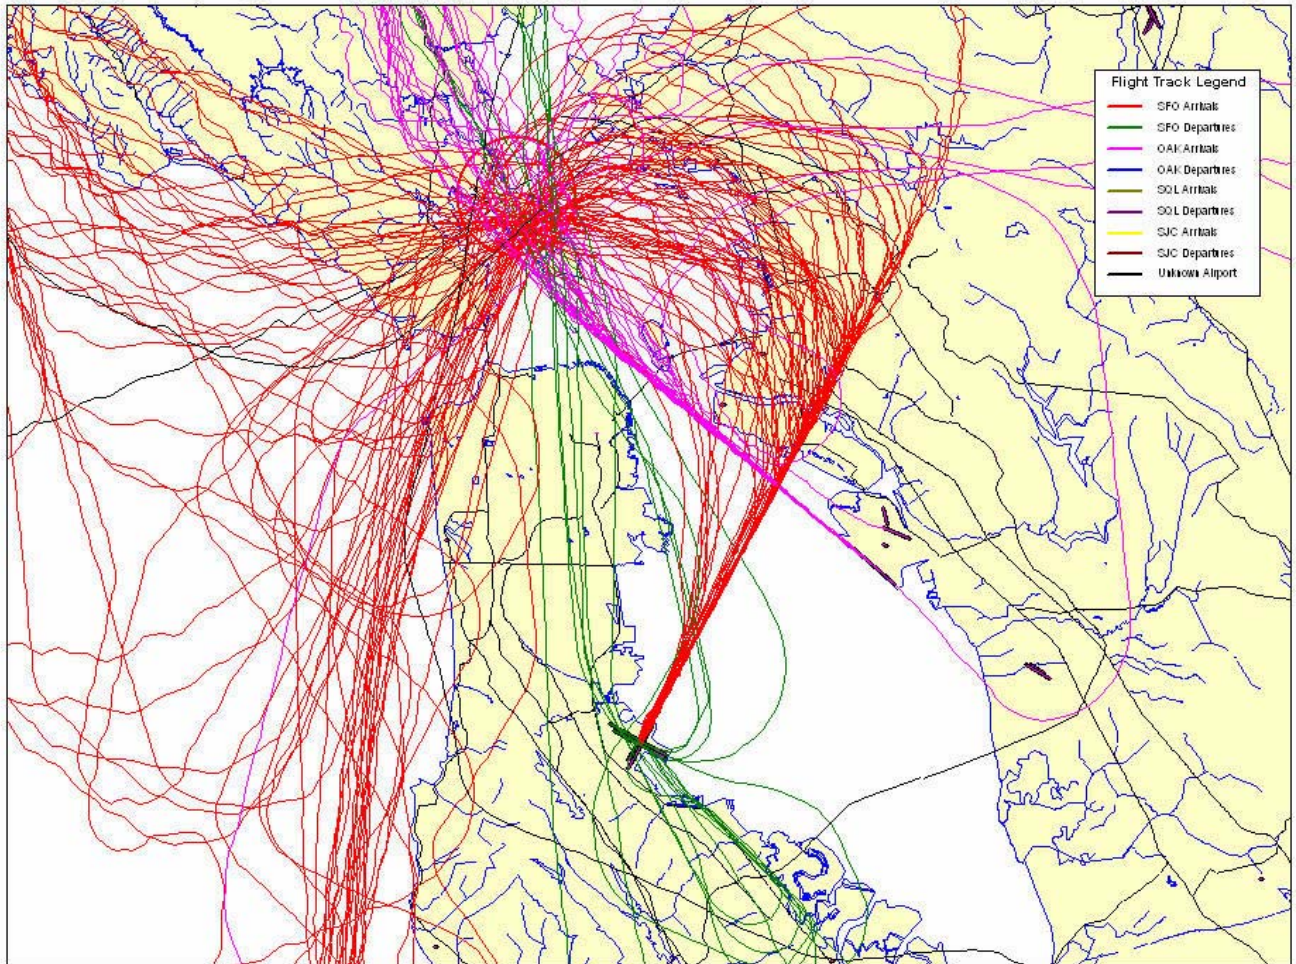 Flight Track Legend
SFO Arrivals
SFO Departures
OAK Arrivals
OAK Departures
SQL Arrivals
SQL Departures
SJC Arrivals
SJC Departures
Unknown Airport